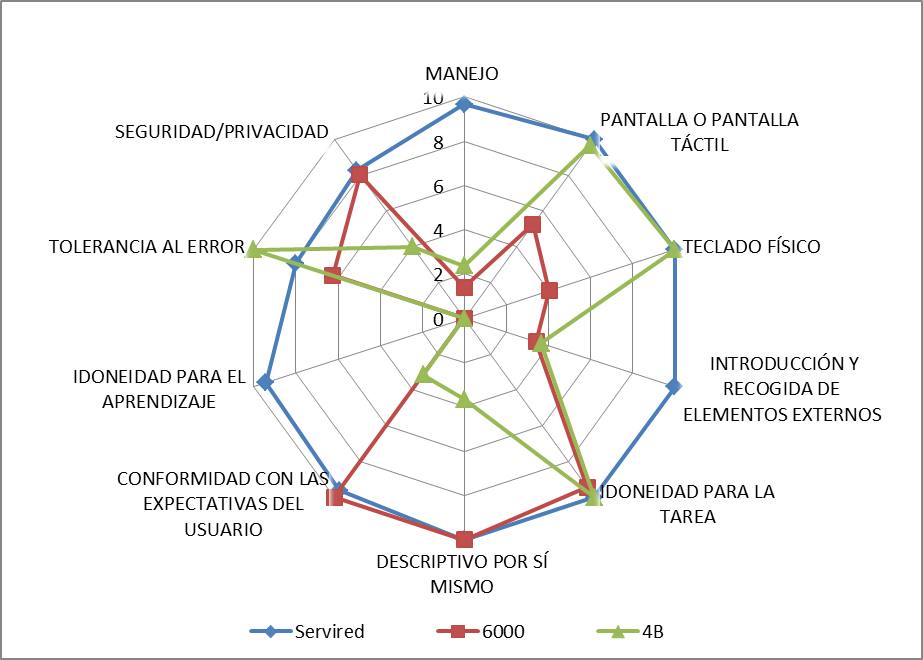 MANEJO
PANTALLA O PANTALLA
TÁCTIL
TECLADO FÍSICO
INTRODUCCIÓN Y
RECOGIDA DE
ELEMENTOS EXTERNOS
IDONEIDAD PARA LA
TAREA
DESCRIPTIVO POR SÍ
MISMO
CONFORMIDAD CON LAS
EXPECTATIVAS DEL
USUARIO
IDONEIDAD PARA EL
APRENDIZAJE
TOLERANCIA AL ERROR
SEGURIDAD/PRIVACIDAD
10
8
6
4
2
0
Servired
6000
4B